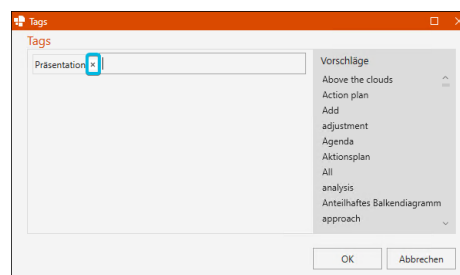 Tags
Tags
Präsentation ×
Vorschläge
Above the clouds
Action plan
Add
adjustment
Agenda
Aktionsplan
All
analysis
Anteilhaftes Balkendiagramm
approach
OK
Abbrechen